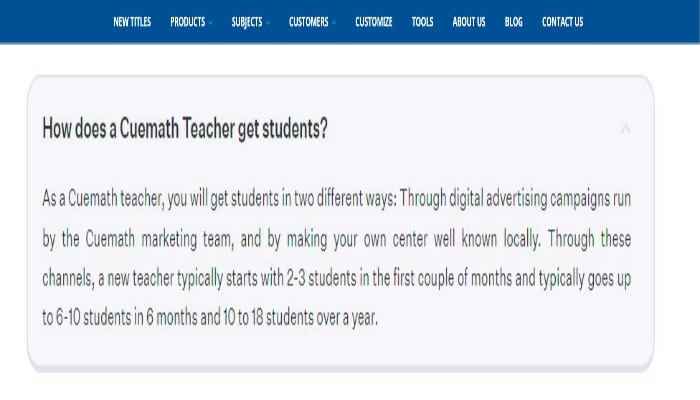 NEW TITLES PRODUCTS SUBJECTS CUSTOMERS CUSTOMIZE TOOLS ABOUT US BLOG CONTACT US
How does a Cuemath Teacher get students?
As a Cuemath teacher, you will get students in two different ways: Through digital advertising campaigns run
by the Cuemath marketing team, and by making your own center well known locally. Through these
channels, a new teacher typically starts with 2-3 students in the first couple of months and typically goes up
to 6-10 students in 6 months and 10 to 18 students over a year.